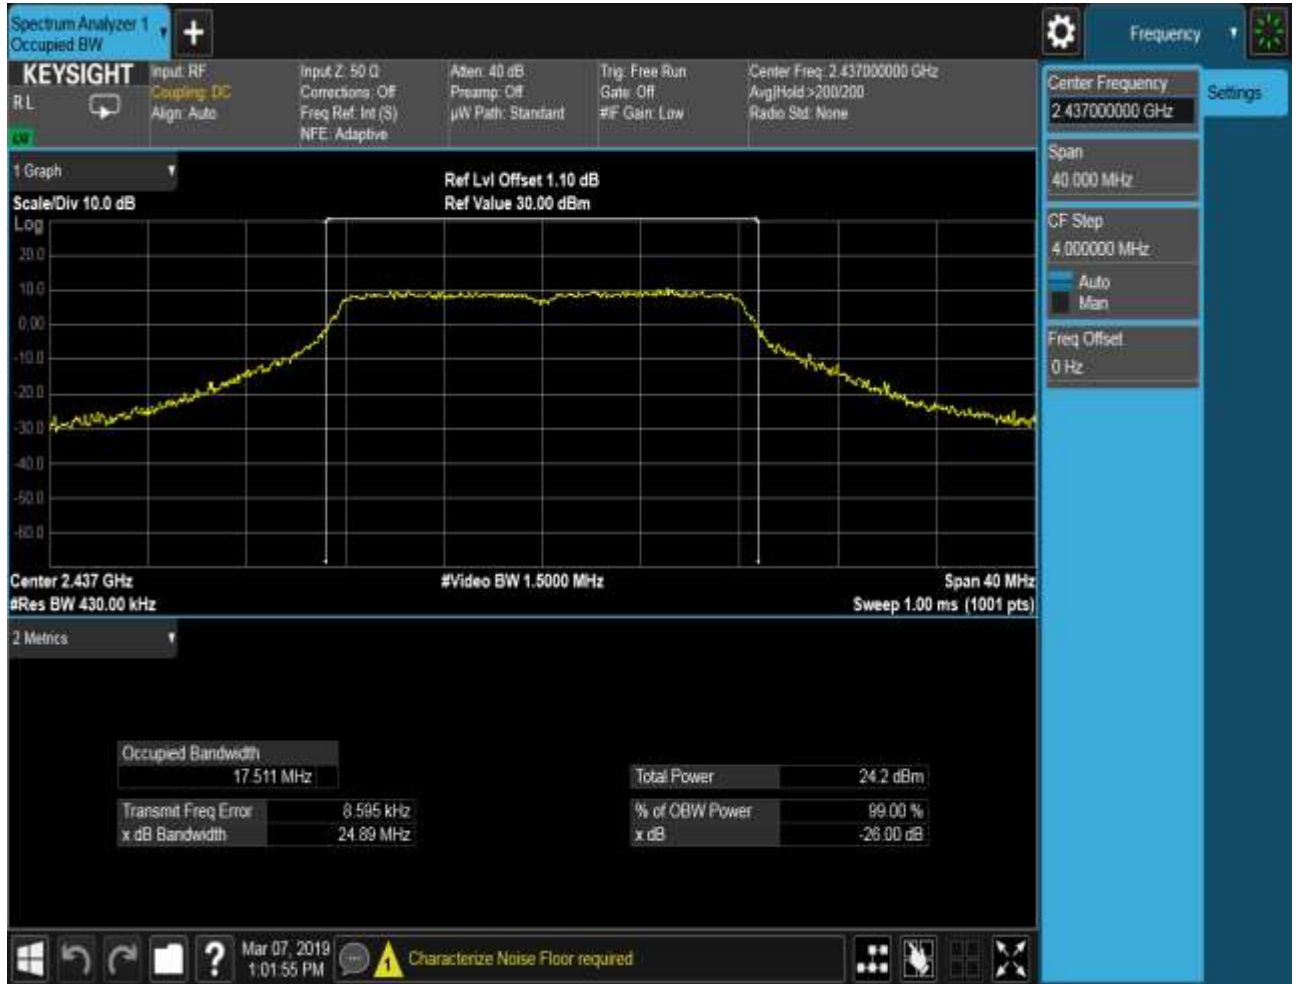 Spectrum Analyzer 1
Occupied BW
Frequency
KEYSIGHT
RL
Input: RF
Coupling: DC
Align: Auto
Input Z: 50 Ω
Corrections: Off
Freq Ref: Int (S)
NFE: Adaptive
Atten: 40 dB
Preamp: Off
µW Path: Standard
Trig: Free Run
Gate: Off
#IF Gain: Low
Center Freq: 2.437000000 GHz
Avg|Hold:>200/200
Radio Std: None
Center Frequency
2.437000000 GHz
Settings
Span
40.000 MHz
CF Step
4.000000 MHz
Auto
Man
Freq Offset
0 Hz
1 Graph
Scale/Div 10.0 dB
Ref Lvl Offset 1.10 dB
Ref Value 30.00 dBm
Log
20.0
10.0
0.00
-10.0
-20.0
-30.0
-40.0
-50.0
-60.0
Center 2.437 GHz
#Video BW 1.5000 MHz
Span 40 MHz
#Res BW 430.00 kHz
Sweep 1.00 ms (1001 pts)
2 Metrics
Occupied Bandwidth
17.511 MHz
Total Power 24.2 dBm
Transmit Freq Error 8.595 kHz
% of OBW Power 99.00 %
x dB Bandwidth 24.89 MHz
x dB -26.00 dB
Mar 07, 2019
1:01:55 PM
1
Characterize Noise Floor required